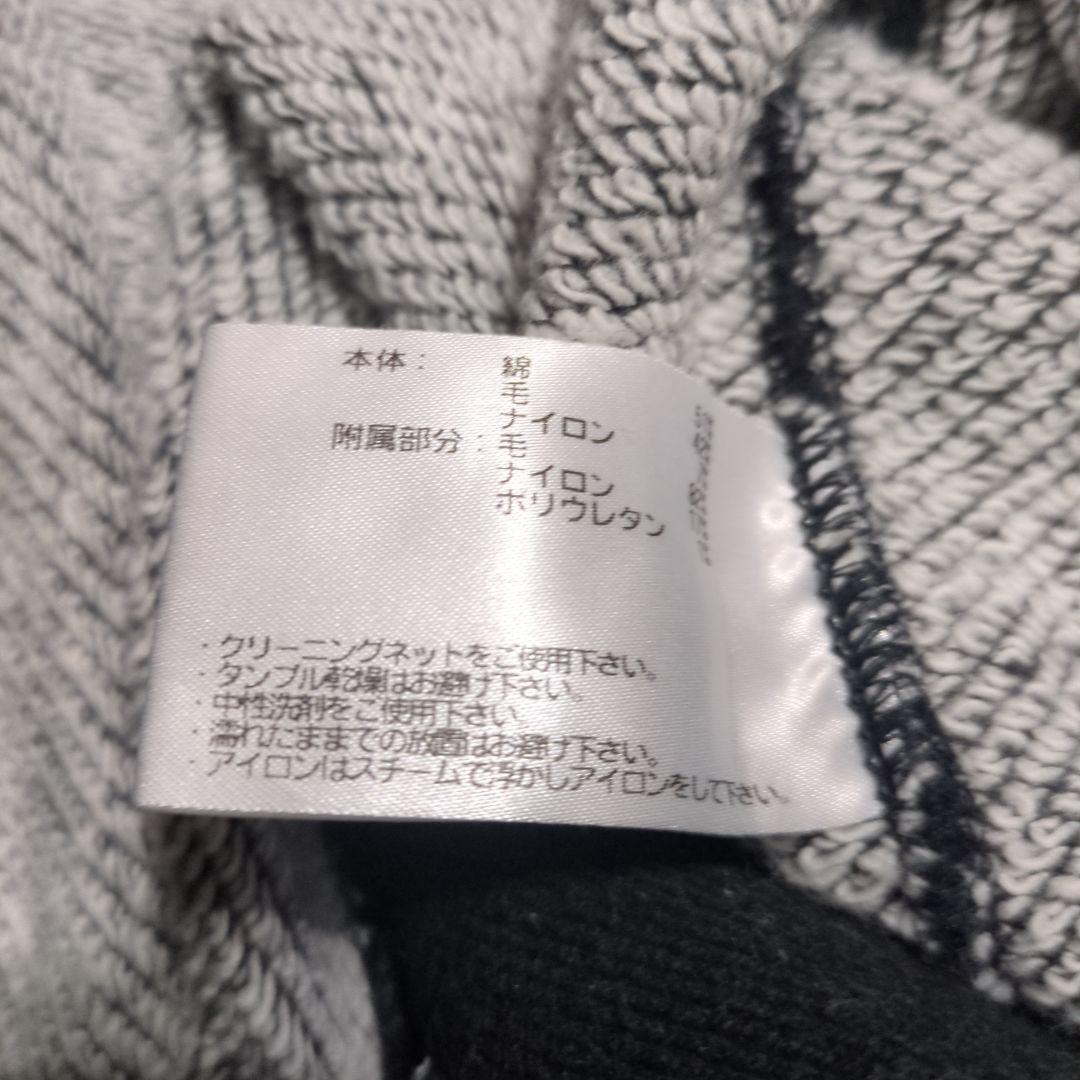 本体： 綿
毛
ナイロン
附属部分：毛
ナイロン
ポリウレタン
・クリーニングネットをご使用下さい。
・タンブル乾燥はお避け下さい。
・中性洗剤をご使用下さい。
・濡れたままでの放置はお避け下さい。
・アイロンはスチームで浮かしアイロンをして下さい。